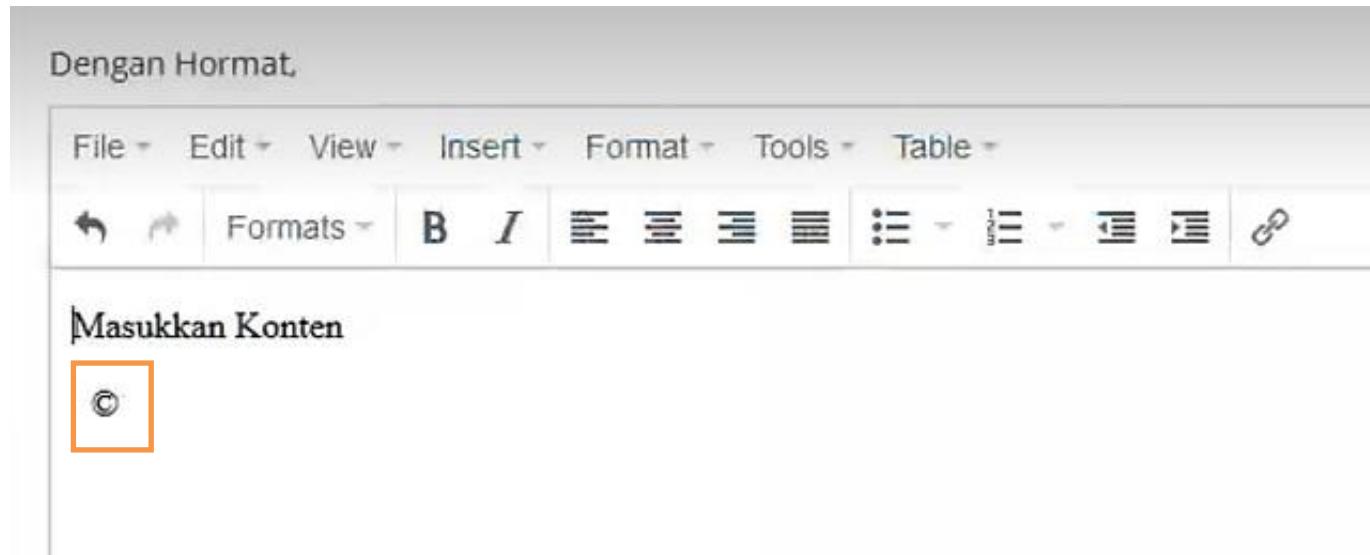 Dengan Hormat,
File Edit View Insert Format Tools Table
Formats B I
Masukkan Konten
©